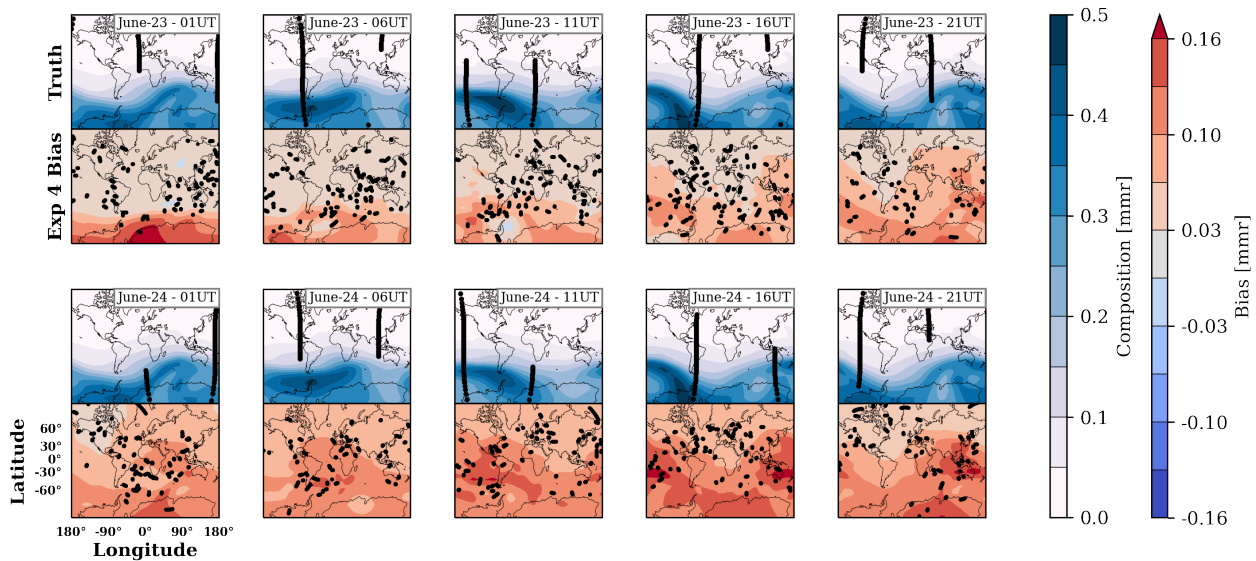 June-23 - 01UT
June-23 - 06UT
June-23 - 11UT
June-23 - 16UT
June-23 - 21UT
Truth
Exp 4 Bias
June-24 - 01UT
June-24 - 06UT
June-24 - 11UT
June-24 - 16UT
June-24 - 21UT
60°
30°
0°
-30°
-60°
Latitude
180° -90° 0° 90° 180°
Longitude
0.5
0.4
0.3
0.2
0.1
0.0
Composition [mmr]
0.16
0.10
0.03
-0.03
-0.10
-0.16
Bias [mmr]